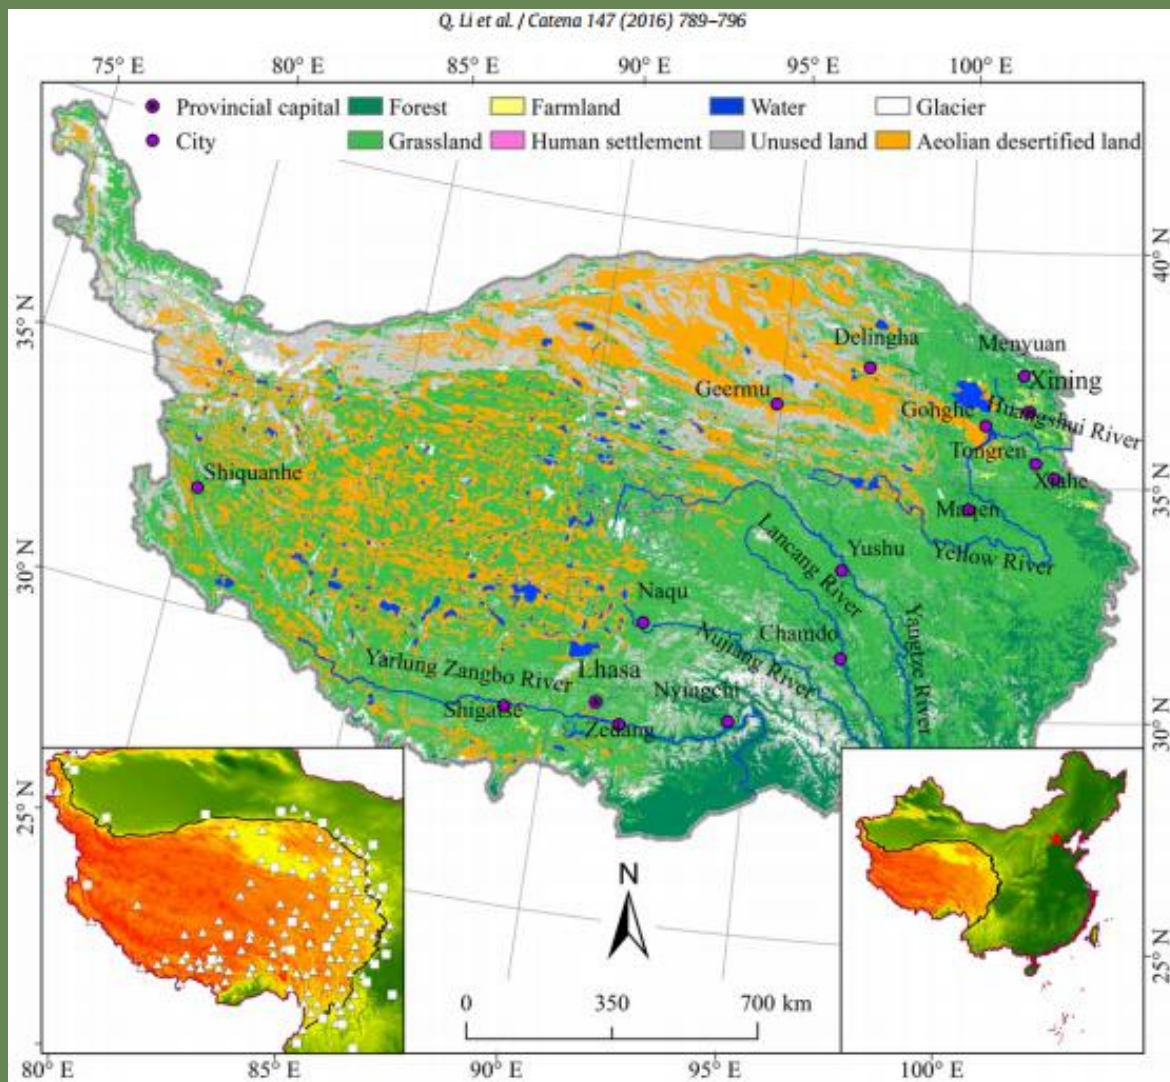 Q. Li et al. / Catena 147 (2016) 789–796
75° E 80° E 85° E 90° E 95° E 100° E
Provincial capital Forest Farmland Water Glacier
City Grassland Human settlement Unused land Aeolian desertified land
40° N
35° N
Delingha
Menyuan
Xining
Geermu
Gonghe
Huangshui River
Tongren
Shiquanhe
Xiahe
35° N
Maqen
Lancang River
Yushu
Yellow River
30° N
Naqu
Chamdo
Nujiang River
Yangtze River
Yarlung Zangbo River
Lhasa
Nyingchi
Shigatse
Zedang
30° N
25° N
N
25° N
0 350 700 km
80° E 85° E 90° E 95° E 100° E